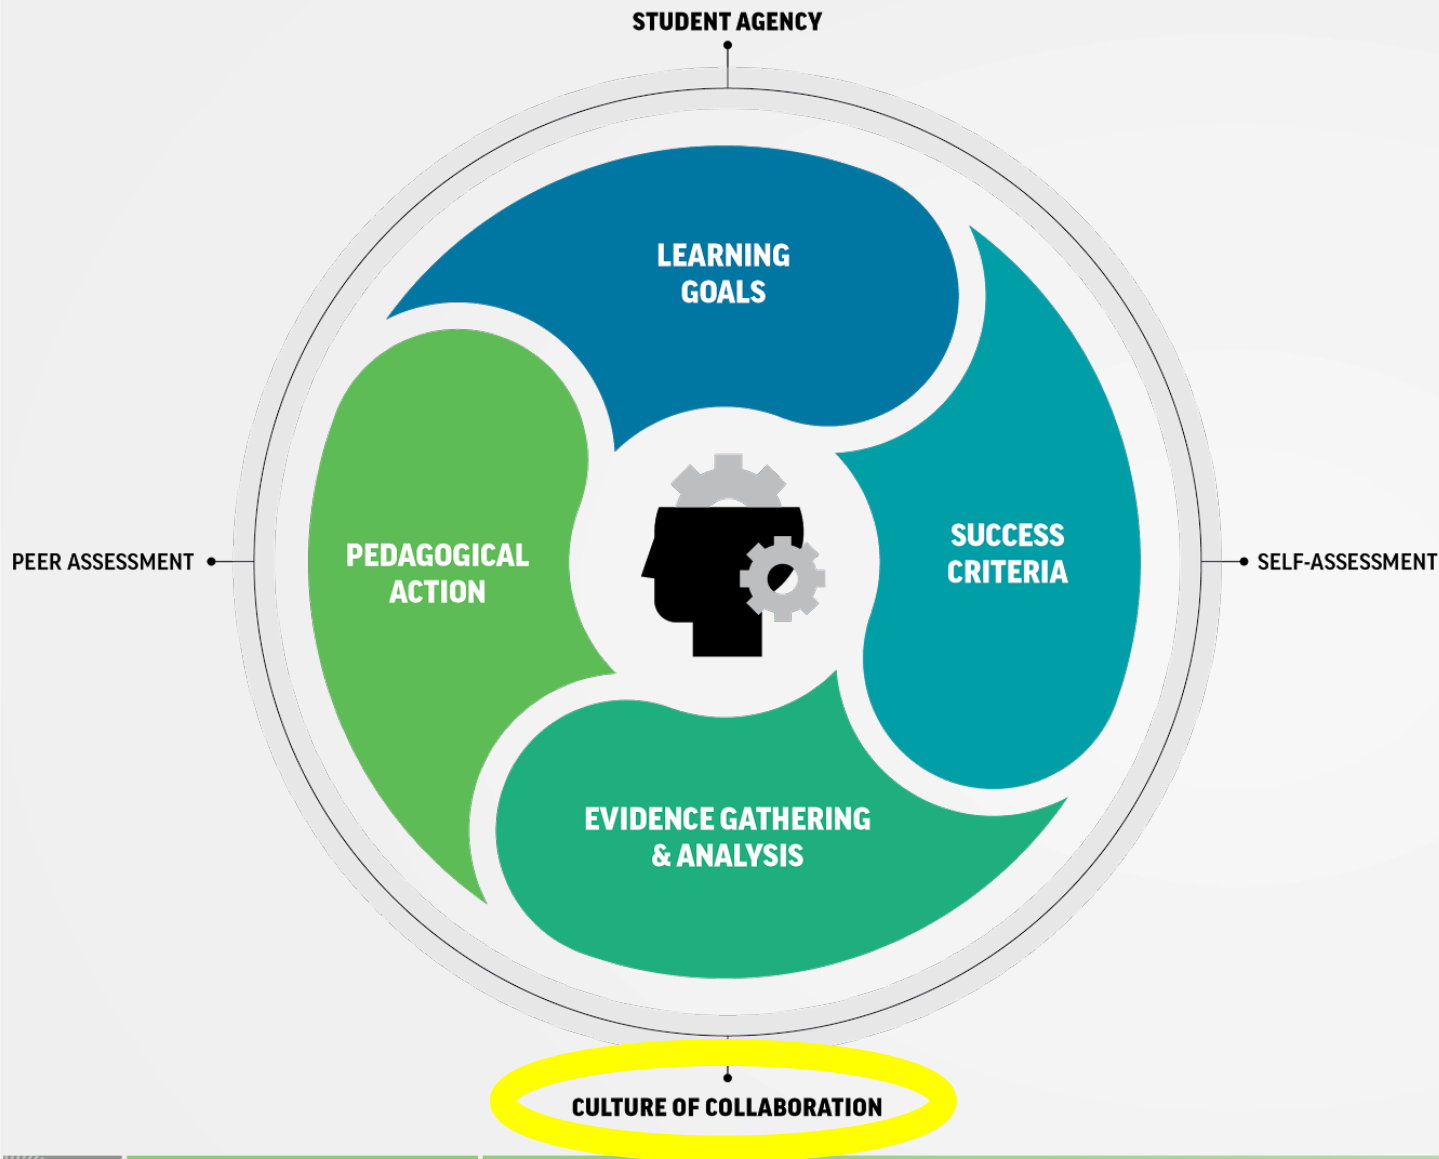 STUDENT AGENCY
LEARNING
GOALS
SUCCESS
CRITERIA
PEDAGOGICAL
ACTION
PEER ASSESSMENT
SELF-ASSESSMENT
EVIDENCE GATHERING
& ANALYSIS
CULTURE OF COLLABORATION